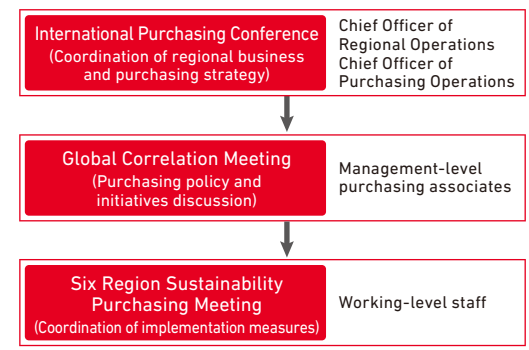 International Purchasing Conference
(Coordination of regional business
and purchasing strategy)
Chief Officer of
Regional Operations
Chief Officer of
Purchasing Operations
Global Correlation Meeting
(Purchasing policy and
initiatives discussion)
Management-level
purchasing associates
Six Region Sustainability
Purchasing Meeting
(Coordination of implementation measures)
Working-level staff